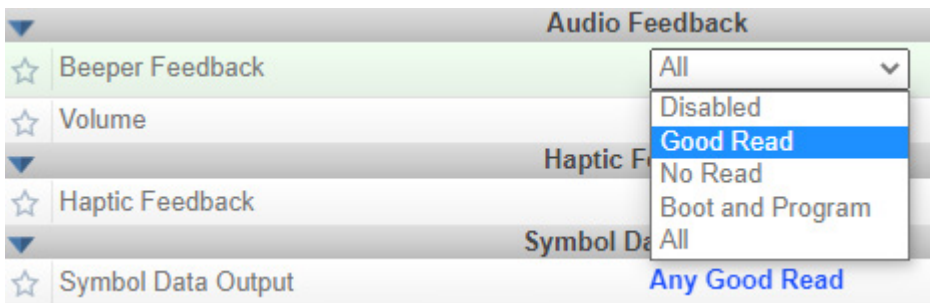 Audio Feedback
Beeper Feedback All
Disabled
Volume
Good Read
Haptic F
No Read
Haptic Feedback
Boot and Program
All
Symbol Da
Symbol Data Output Any Good Read